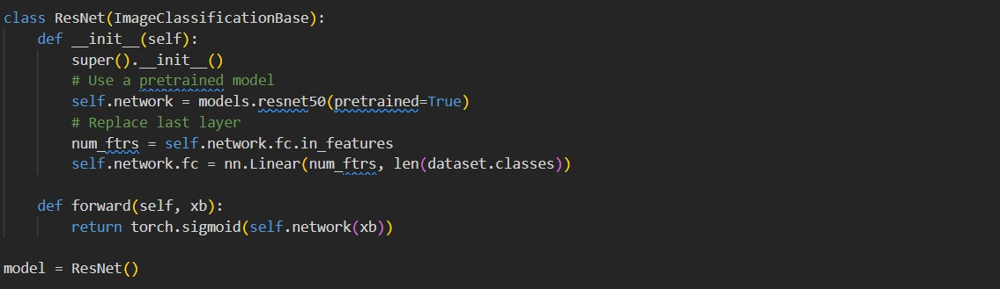 class ResNet(ImageClassificationBase):
    def __init__(self):
        super().__init__()
        # Use a pretrained model
        self.network = models.resnet50(pretrained=True)
        # Replace last layer
        num_ftrs = self.network.fc.in_features
        self.network.fc = nn.Linear(num_ftrs, len(dataset.classes))

    def forward(self, xb):
        return torch.sigmoid(self.network(xb))

model = ResNet()